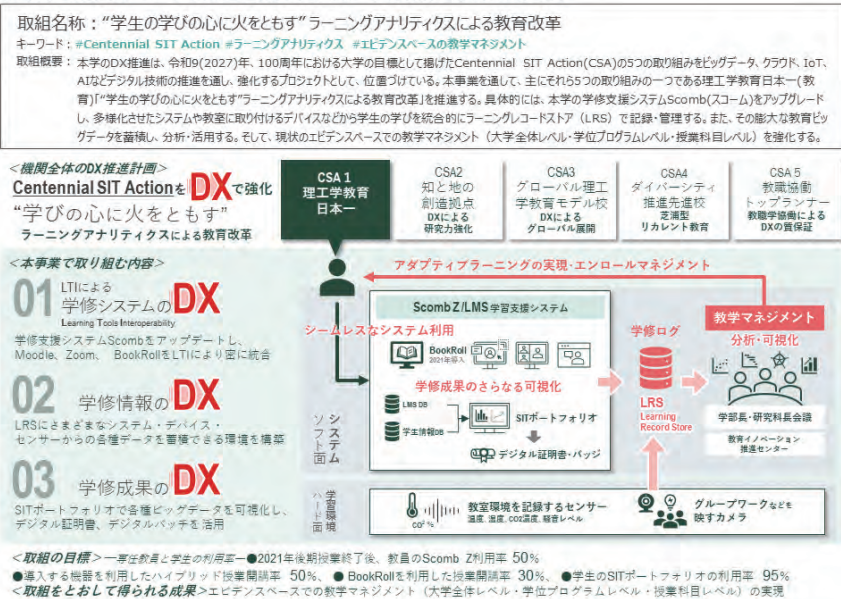 取組名称：“学生の学びの心に火をともす”ラーニングアナリティクスによる教育改革
キーワード：#Centennial SIT Action #ラーニングアナリティクス #エビデンスベースの教学マネジメント
取組概要：本学のDX推進は、令和9(2027)年、100周年における大学の目標として掲げたCentennial SIT Action(CSA)の5つの取り組みをビッグデータ、クラウド、IoT、
AIなどデジタル技術の推進を通し、強化するプロジェクトとして、位置づけている。本事業を通して、主にそれら5つの取り組みの一つである理工学教育日本一(教
育)「“学生の学びの心に火をともす”ラーニングアナリティクスによる教育改革」を推進する。具体的には、本学の学修支援システムScomb(スコーム)をアップグレード
し、多様化させたシステムや教室に取り付けるデバイスなどから学生の学びを統合的にラーニングレコードストア（LRS）で記録・管理する。また、その膨大な教育ビッ
グデータを蓄積し、分析・活用する。そして、現状のエビデンスベースでの教学マネジメント（大学全体レベル・学位プログラムレベル・授業科目レベル）を強化する。
<機関全体のDX推進計画>
Centennial SIT ActionをDXで強化
“学びの心に火をともす”
ラーニングアナリティクスによる教育改革
CSA 1
理工学教育
日本一
CSA2
知と地の
創造拠点
DXによる
研究力強化
CSA3
グローバル理工
学教育モデル校
DXによる
グローバル展開
CSA4
ダイバーシティ
推進先進校
芝浦型
リカレント教育
CSA 5
教職協働
トップランナー
教職学協働による
DXの質保証
<本事業で取り組む内容>
01 LTIによる
学修システムのDX
Learning Tools Interoperability
学修支援システムScombをアップデートし、
Moodle、Zoom、 BookRollをLTIにより密に統合
02 学修情報のDX
LRSにさまざまなシステム・デバイス・
センサーからの各種データを蓄積できる環境を構築
03 学修成果のDX
SITポートフォリオで各種ビッグデータを可視化し、
デジタル証明書、デジタルバッチを活用
アダプティブラーニングの実現・エンロールマネジメント
ScombZ/LMS 学習支援システム
シームレスなシステム利用
BookRoll
2021年導入
学修成果のさらなる可視化
LMS DB
学生情報DB
SITポートフォリオ
デジタル証明書・バッジ
システム
ソフト面
学修ログ
LRS
Learning
Record Store
教学マネジメント
分析・可視化
学部長・研究科長会議
教育イノベーション
推進センター
学習環境
ハード面
CO² %
教室環境を記録するセンサー
温度、湿度、CO2濃度、騒音レベル
グループワークなどを
映すカメラ
<取組の目標>ー専任教員と学生の利用率ー●2021年後期授業終了後、教員のScomb Z利用率 50%
●導入する機器を利用したハイブリッド授業開講率 50%、 ● BookRollを利用した授業開講率 30%、 ●学生のSITポートフォリオの利用率 95%
<取組をとおして得られる成果>エビデンスベースでの教学マネジメント（大学全体レベル・学位プログラムレベル・授業科目レベル）の実現